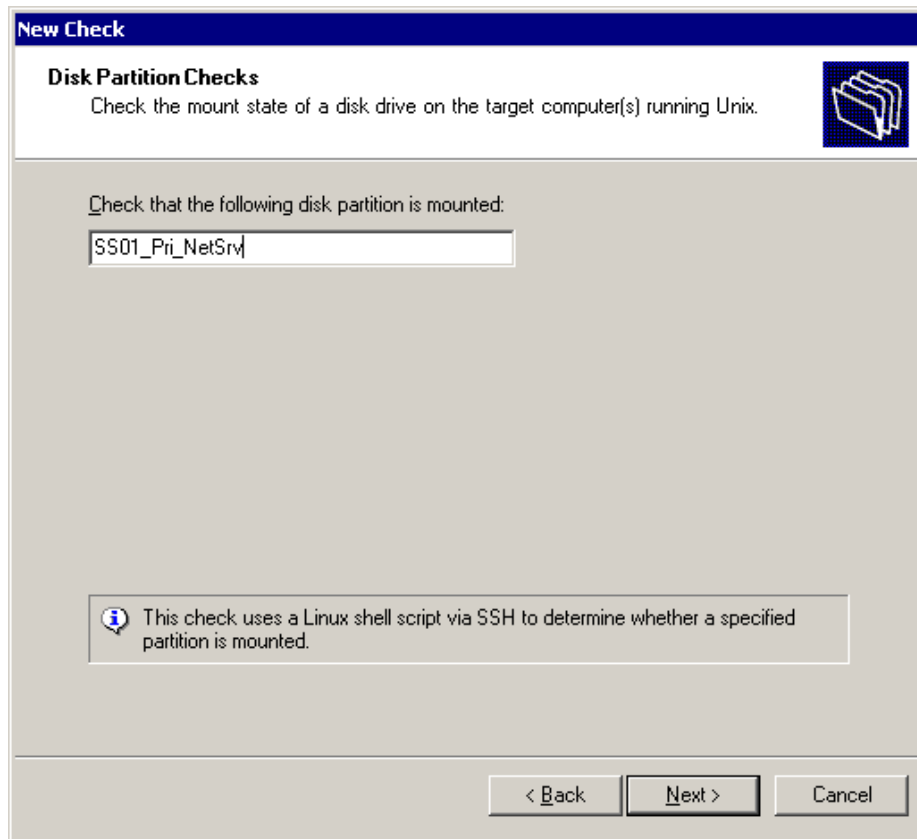 New Check
Disk Partition Checks
Check the mount state of a disk drive on the target computer(s) running Unix.
Check that the following disk partition is mounted:
SS01_Pri_NetSrv
This check uses a Linux shell script via SSH to determine whether a specified
partition is mounted.
< Back
Next >
Cancel